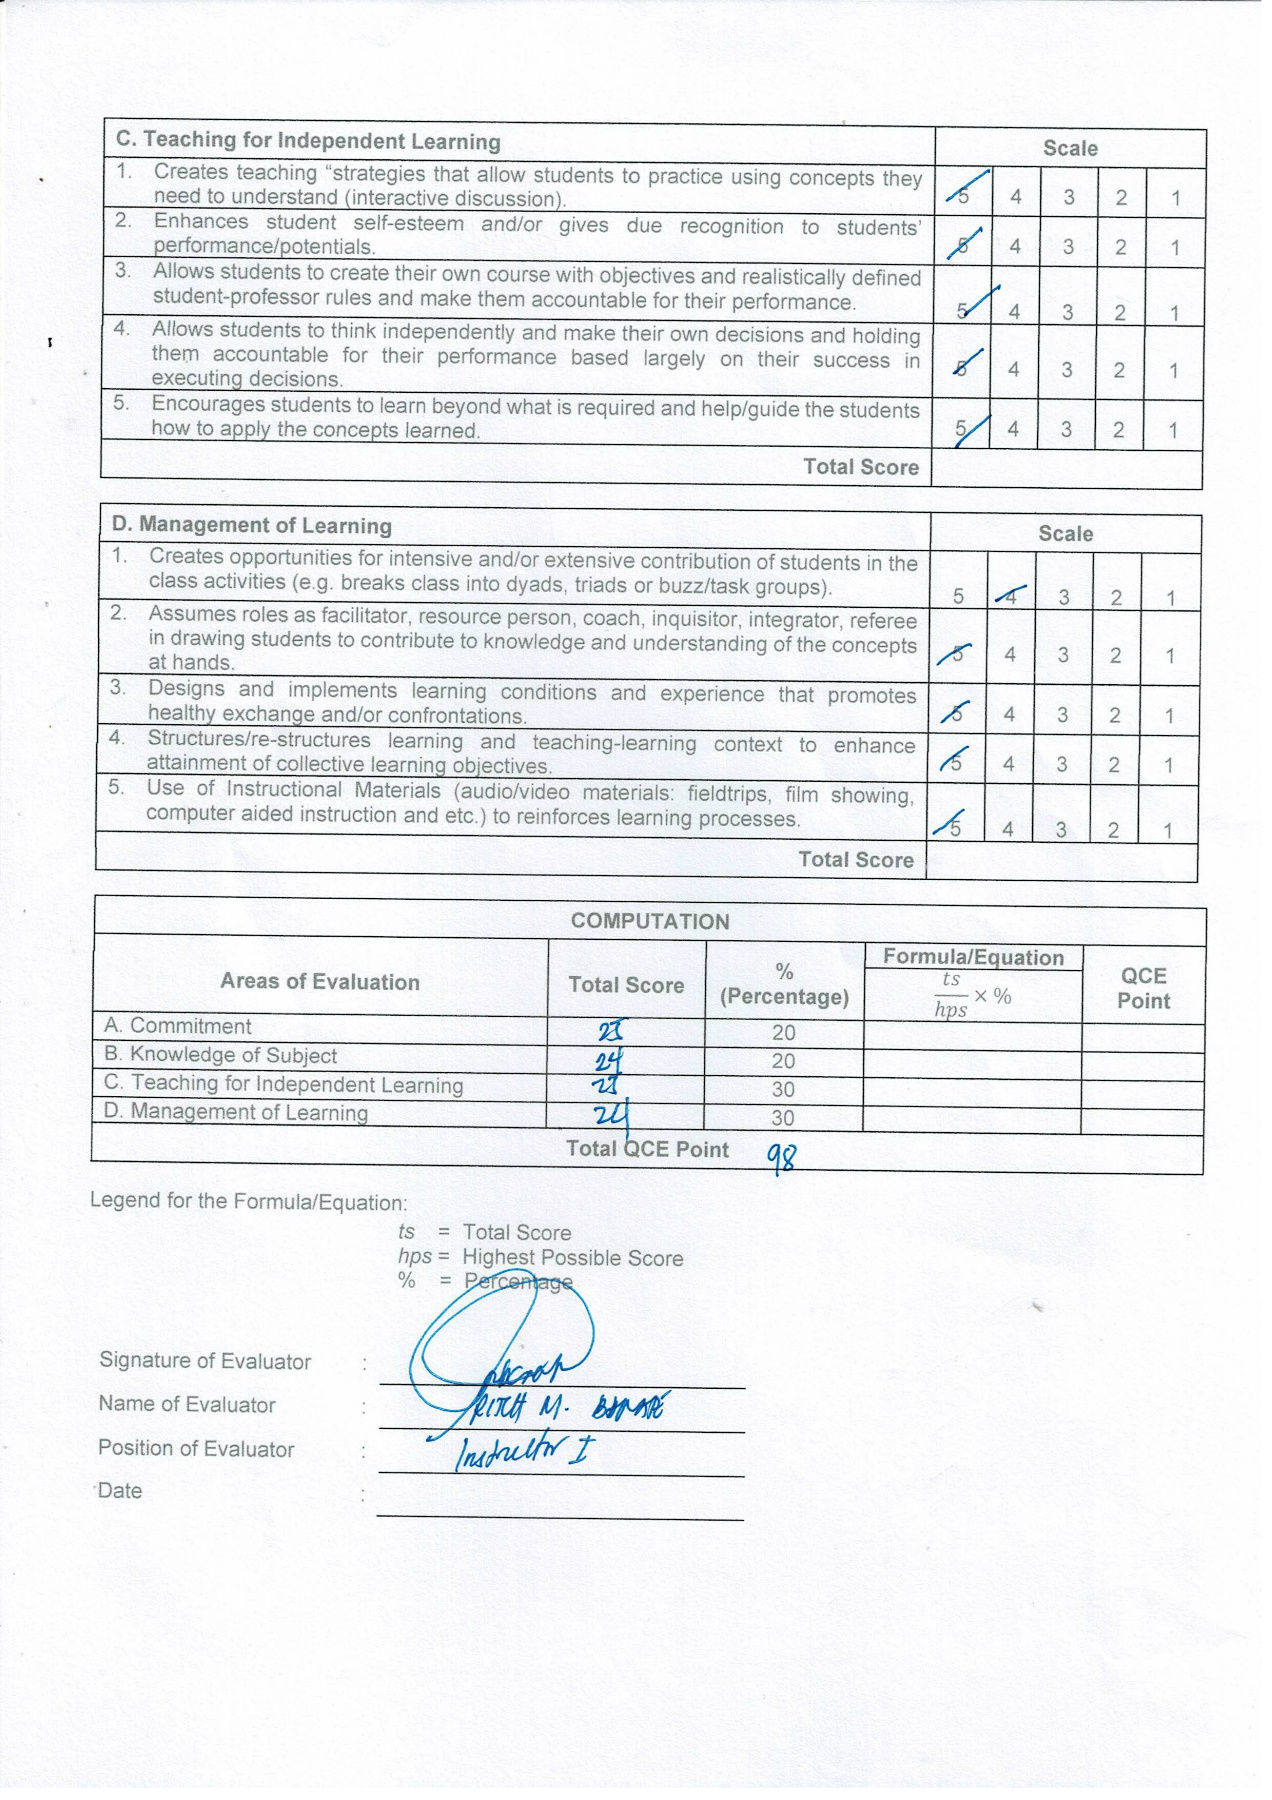 C. Teaching for Independent Learning
Scale
1. Creates teaching “strategies that allow students to practice using concepts they
need to understand (interactive discussion).
5 4 3 2 1
2. Enhances student self-esteem and/or gives due recognition to students'
performance/potentials.
5 4 3 2 1
3. Allows students to create their own course with objectives and realistically defined
student-professor rules and make them accountable for their performance.
5 4 3 2 1
4. Allows students to think independently and make their own decisions and holding
them accountable for their performance based largely on their success in
executing decisions.
5 4 3 2 1
5. Encourages students to learn beyond what is required and help/guide the students
how to apply the concepts learned.
5 4 3 2 1
Total Score
D. Management of Learning
Scale
1. Creates opportunities for intensive and/or extensive contribution of students in the
class activities (e.g. breaks class into dyads, triads or buzz/task groups).
5 4 3 2 1
2. Assumes roles as facilitator, resource person, coach, inquisitor, integrator, referee
in drawing students to contribute to knowledge and understanding of the concepts
at hands.
5 4 3 2 1
3. Designs and implements learning conditions and experience that promotes
healthy exchange and/or confrontations.
5 4 3 2 1
4. Structures/re-structures learning and teaching-learning context to enhance
attainment of collective learning objectives.
5 4 3 2 1
5. Use of Instructional Materials (audio/video materials: fieldtrips, film showing,
computer aided instruction and etc.) to reinforces learning processes.
5 4 3 2 1
Total Score
COMPUTATION
Areas of Evaluation
Total Score
%
(Percentage)
Formula/Equation
ts
hps × %
QCE
Point
A. Commitment 25 20
B. Knowledge of Subject 24 20
C. Teaching for Independent Learning 25 30
D. Management of Learning 24 30
Total QCE Point 98
Legend for the Formula/Equation:
ts = Total Score
hps = Highest Possible Score
% = Percentage
Signature of Evaluator :
Name of Evaluator : RITCH M.
Position of Evaluator : Instructor I
Date :